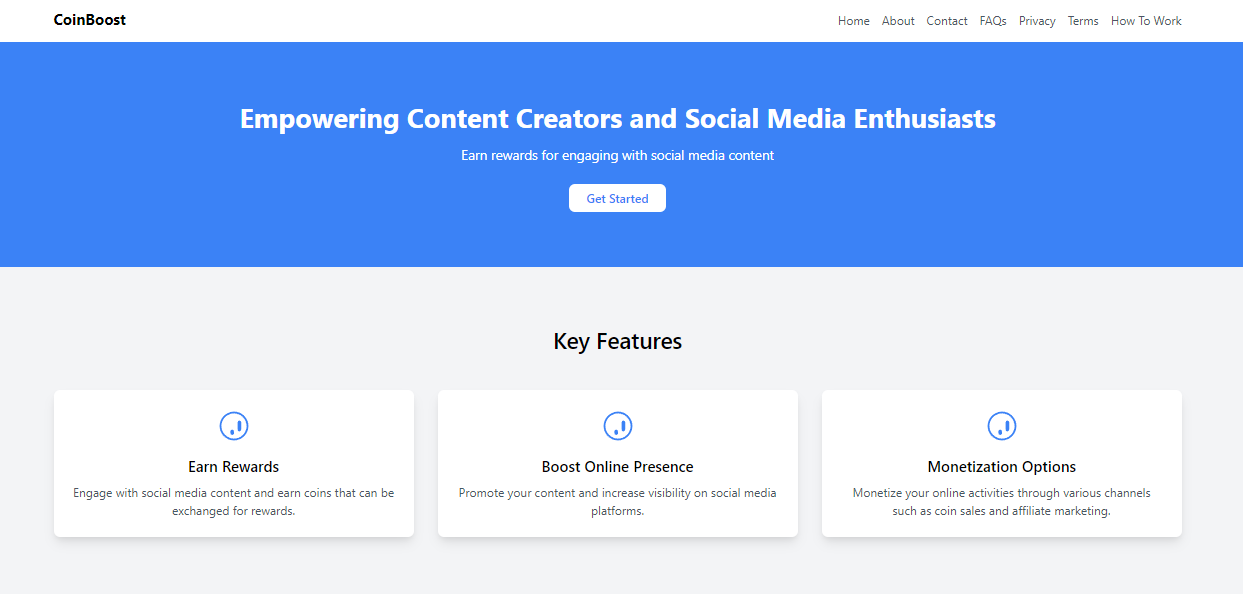 CoinBoost
Home About Contact FAQs Privacy Terms How To Work
Empowering Content Creators and Social Media Enthusiasts
Earn rewards for engaging with social media content
Get Started
Key Features
Earn Rewards
Engage with social media content and earn coins that can be
exchanged for rewards.
Boost Online Presence
Promote your content and increase visibility on social media
platforms.
Monetization Options
Monetize your online activities through various channels
such as coin sales and affiliate marketing.